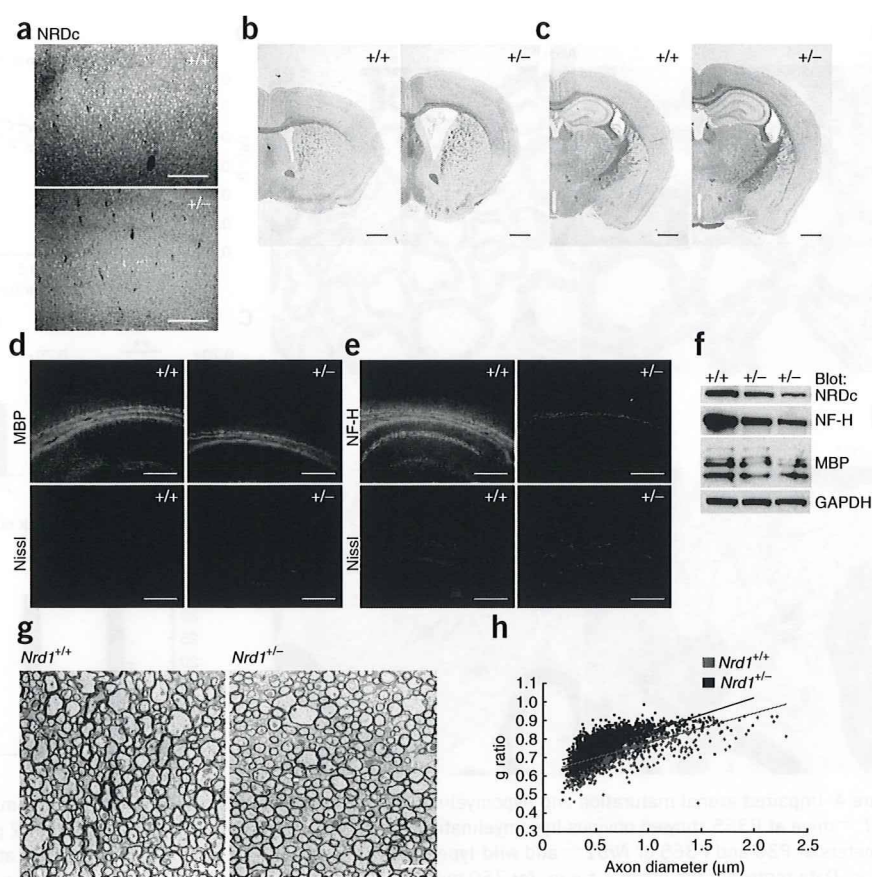 a NRDc
+/+
+/–
b
+/+
+/–
c
+/+
+/–
d
MBP
+/+
+/–
Nissl
+/+
+/–
e
NF-H
+/+
+/–
Nissl
+/+
+/–
f
+/+ +/– +/– Blot:
NRDc
NF-H
MBP
GAPDH
g
Nrd1+/+
Nrd1+/–
h
Nrd1+/+
Nrd1+/–
g ratio
1.1
1.0
0.9
0.8
0.7
0.6
0.5
0.4
0 0.5 1.0 1.5 2.0 2.5
Axon diameter (μm)